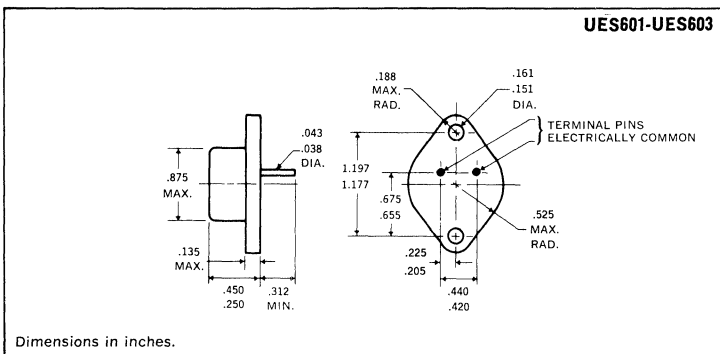 UES601-UES603
.188
MAX.
RAD.
.161
.151
DIA.
TERMINAL PINS
ELECTRICALLY COMMON
.043
.038
DIA.
1.197
1.177
.875
MAX.
.675
.655
.525
MAX.
RAD.
.135
MAX.
.225
.205
.450
.250
.312
MIN.
.440
.420
Dimensions in inches.